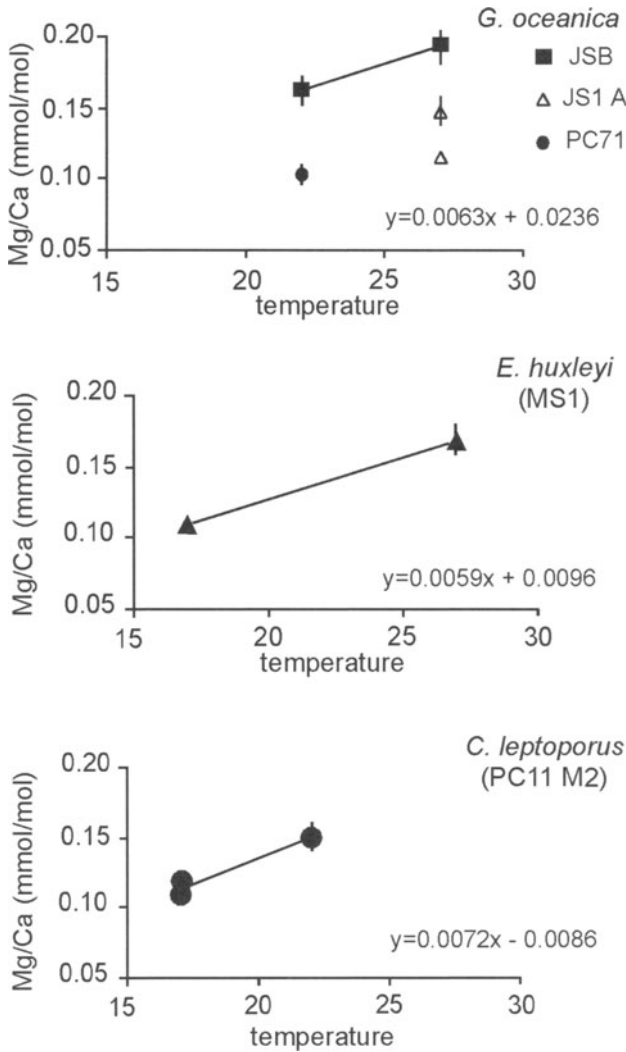 G. oceanica
JSB
JS1 A
PC71
Mg/Ca (mmol/mol)
0.20
0.15
0.10
0.05
y=0.0063x + 0.0236
15 20 25 30
temperature
E. huxleyi
(MS1)
Mg/Ca (mmol/mol)
0.20
0.15
0.10
0.05
y=0.0059x + 0.0096
15 20 25 30
temperature
C. leptoporus
(PC11 M2)
Mg/Ca (mmol/mol)
0.20
0.15
0.10
0.05
y=0.0072x - 0.0086
15 20 25 30
temperature